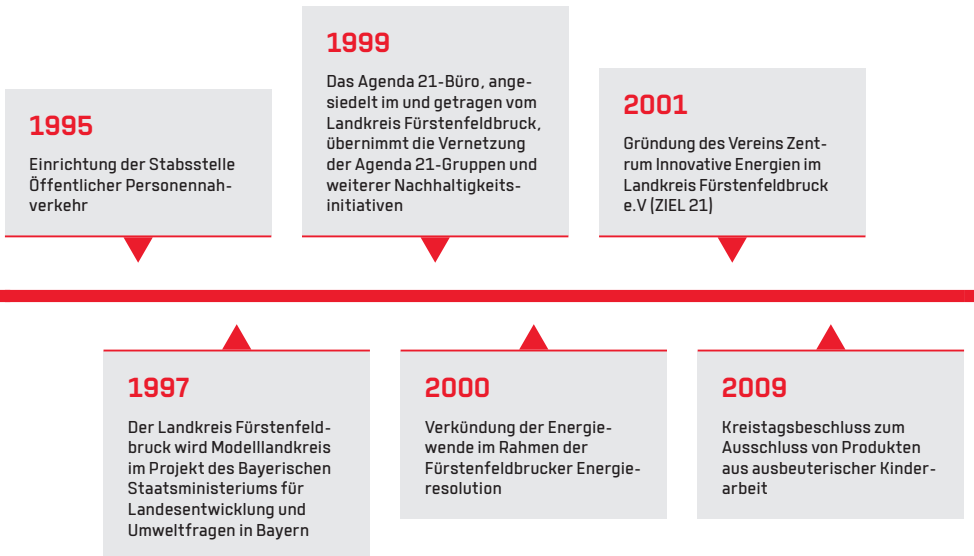 1995
Einrichtung der Stabsstelle
Öffentlicher Personennah-
verkehr
1997
Der Landkreis Fürstenfeld-
bruck wird Modelllandkreis
im Projekt des Bayerischen
Staatsministeriums für
Landesentwicklung und
Umweltfragen in Bayern
1999
Das Agenda 21-Büro, ange-
siedelt im und getragen vom
Landkreis Fürstenfeldbruck,
übernimmt die Vernetzung
der Agenda 21-Gruppen und
weiterer Nachhaltigkeits-
initiativen
2000
Verkündung der Energie-
wende im Rahmen der
Fürstenfeldbrucker Energie-
resolution
2001
Gründung des Vereins Zent-
rum Innovative Energien im
Landkreis Fürstenfeldbruck
e.V (ZIEL 21)
2009
Kreistagsbeschluss zum
Ausschluss von Produkten
aus ausbeuterischer Kinder-
arbeit